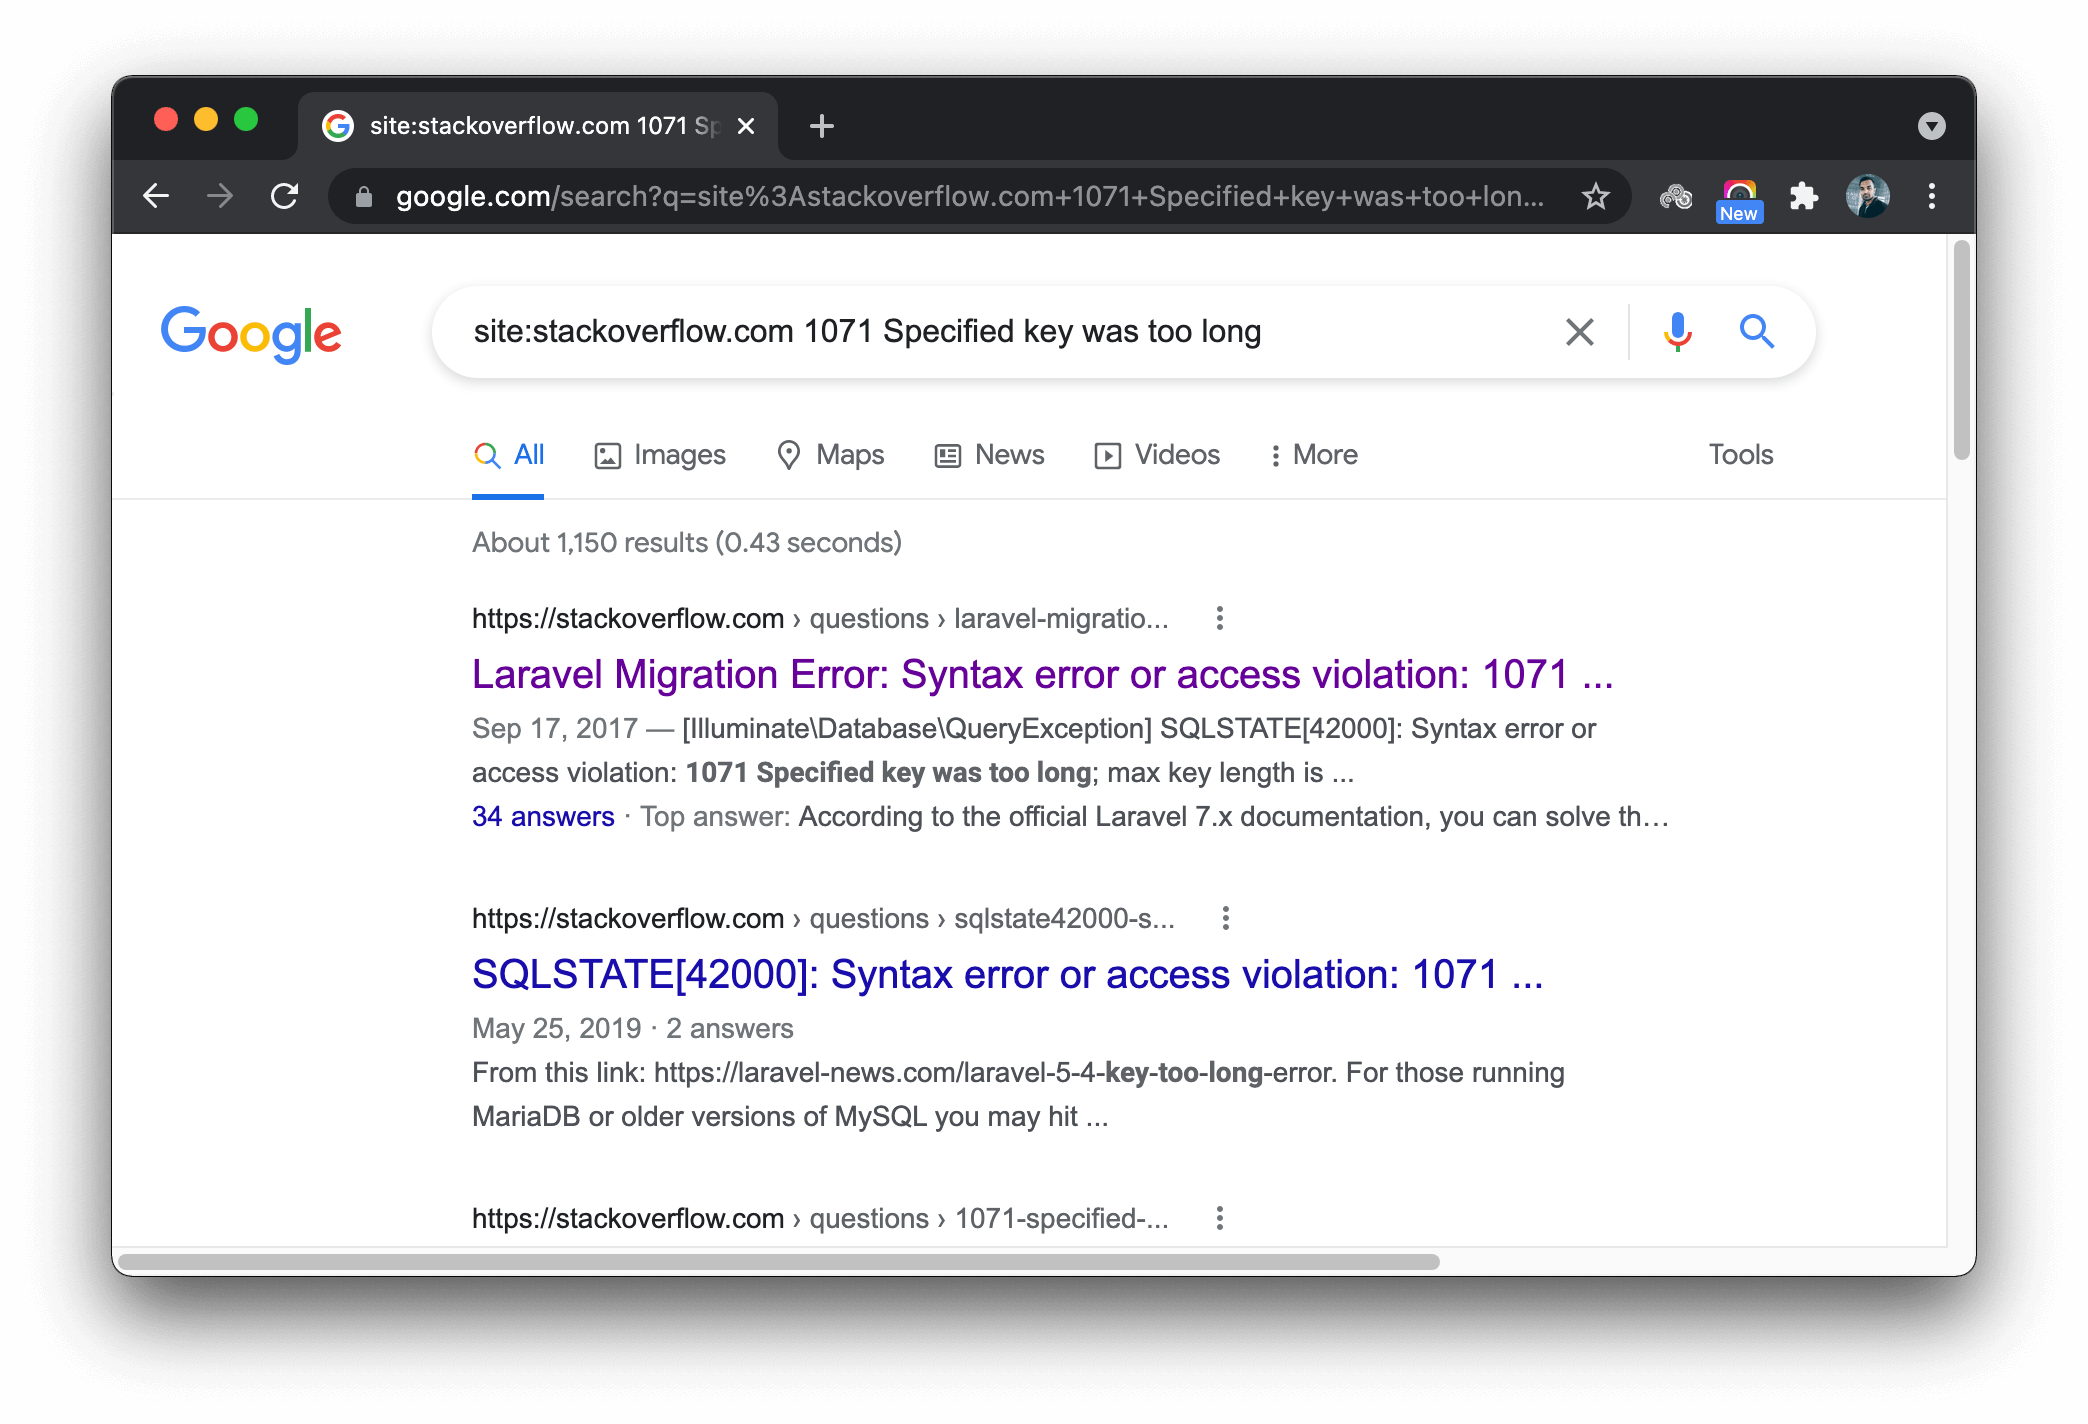 site:stackoverflow.com 1071 Sp
google.com/search?q=site%3Astackoverflow.com+1071+Specified+key+was+too+lon...
New
Google
site:stackoverflow.com 1071 Specified key was too long
All Images Maps News Videos More Tools
About 1,150 results (0.43 seconds)
https://stackoverflow.com › questions › laravel-migratio...
Laravel Migration Error: Syntax error or access violation: 1071 ...
Sep 17, 2017 — [Illuminate\Database\QueryException] SQLSTATE[42000]: Syntax error or
access violation: 1071 Specified key was too long; max key length is ...
34 answers · Top answer: According to the official Laravel 7.x documentation, you can solve th...
https://stackoverflow.com › questions › sqlstate42000-s...
SQLSTATE[42000]: Syntax error or access violation: 1071 ...
May 25, 2019 · 2 answers
From this link: https://laravel-news.com/laravel-5-4-key-too-long-error. For those running
MariaDB or older versions of MySQL you may hit ...
https://stackoverflow.com › questions › 1071-specified-...